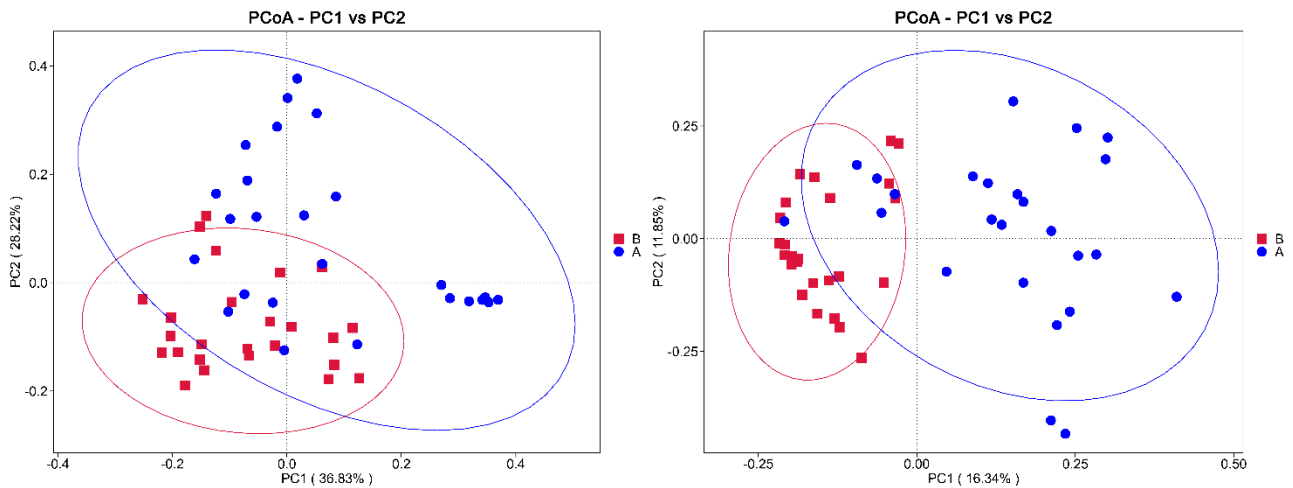 PCoA - PC1 vs PC2
0.4
0.2
0.0
-0.2
PC2 ( 28.22%)
-0.4
-0.2
0.0
0.2
0.4
PC1 ( 36.83%)
B
A
PCoA - PC1 vs PC2
0.25
0.00
-0.25
PC2 ( 11.85%)
-0.25
0.00
0.25
0.50
PC1 ( 16.34%)
B
A